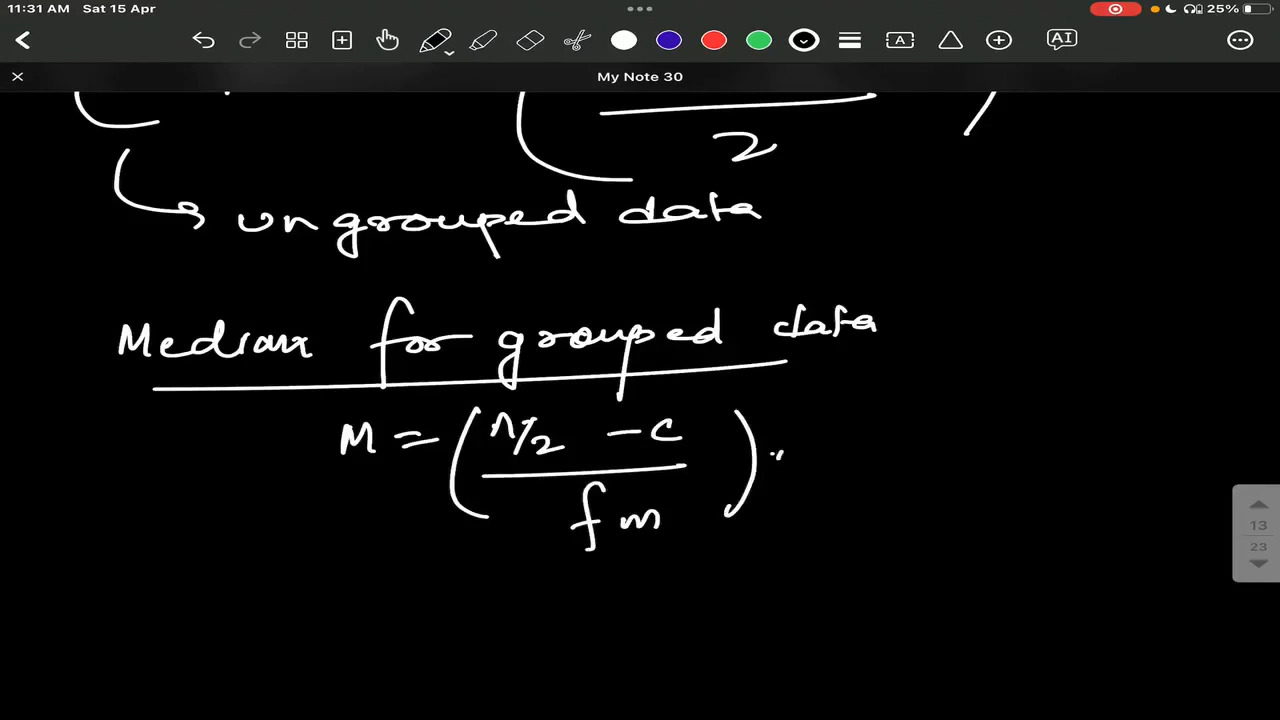 11:31 AM Sat 15 Apr 25%
A AI
My Note 30
2
ungrouped data
Median for grouped data
M = ( n/2 - c / fm ) .
13
23